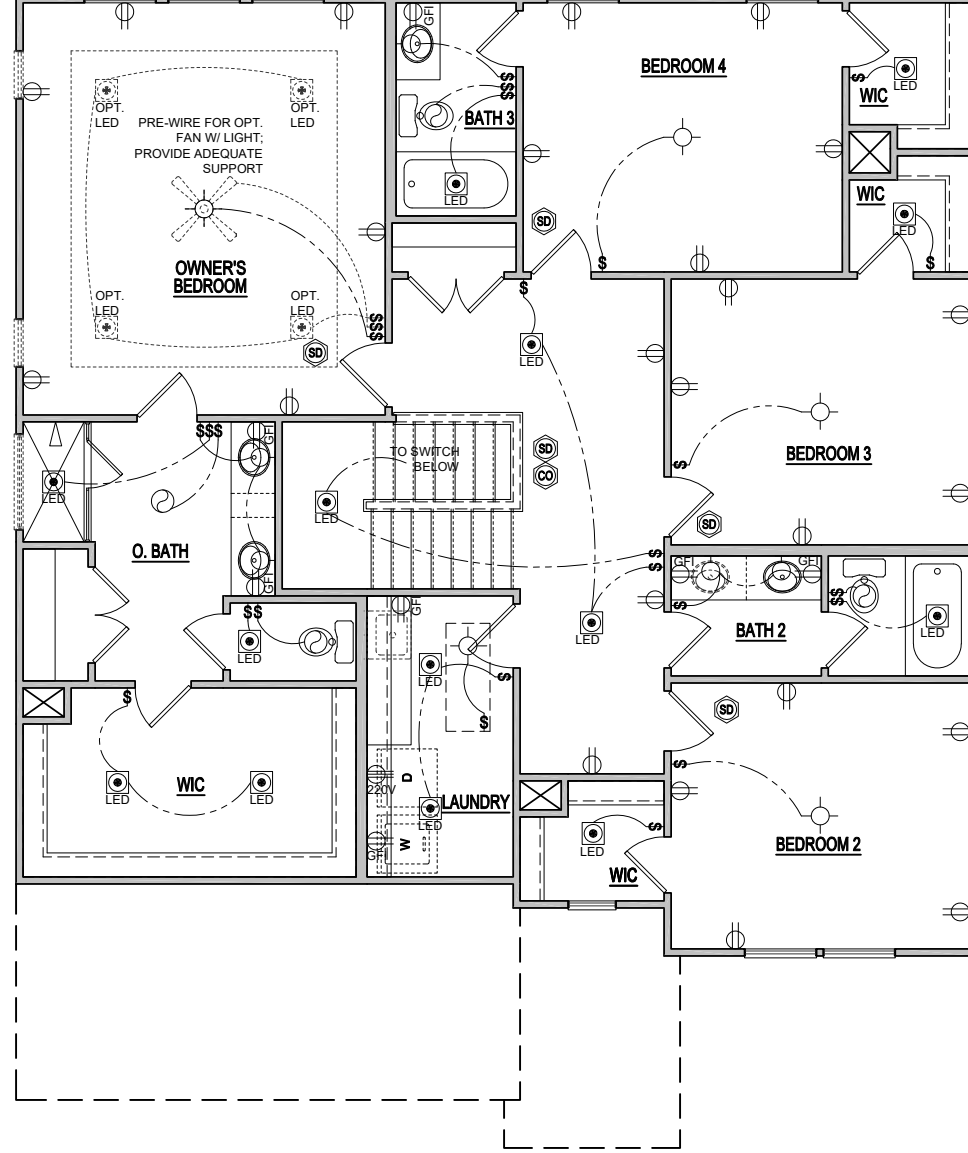 GFI
BEDROOM 4
LED
WIC
OPT.
LED
OPT.
LED
PRE-WIRE FOR OPT.
FAN W/ LIGHT;
PROVIDE ADEQUATE
SUPPORT
$
$$$
BATH 3
LED
WIC
LED
SD
$
$
OWNER'S
BEDROOM
OPT.
LED
OPT.
LED
$$$
SD
$
LED
$$$
GFI
TO SWITCH
BELOW
SD
CO
BEDROOM 3
$
LED
LED
O. BATH
SD
GFI
$
$
GFI
GFI
$
$$
GFI
$$
LED
LED
BATH 2
LED
LED
$
$
$
SD
$
LED
WIC
LED
D
220V
LAUNDRY
LED
W
GFI
$
LED
WIC
BEDROOM 2